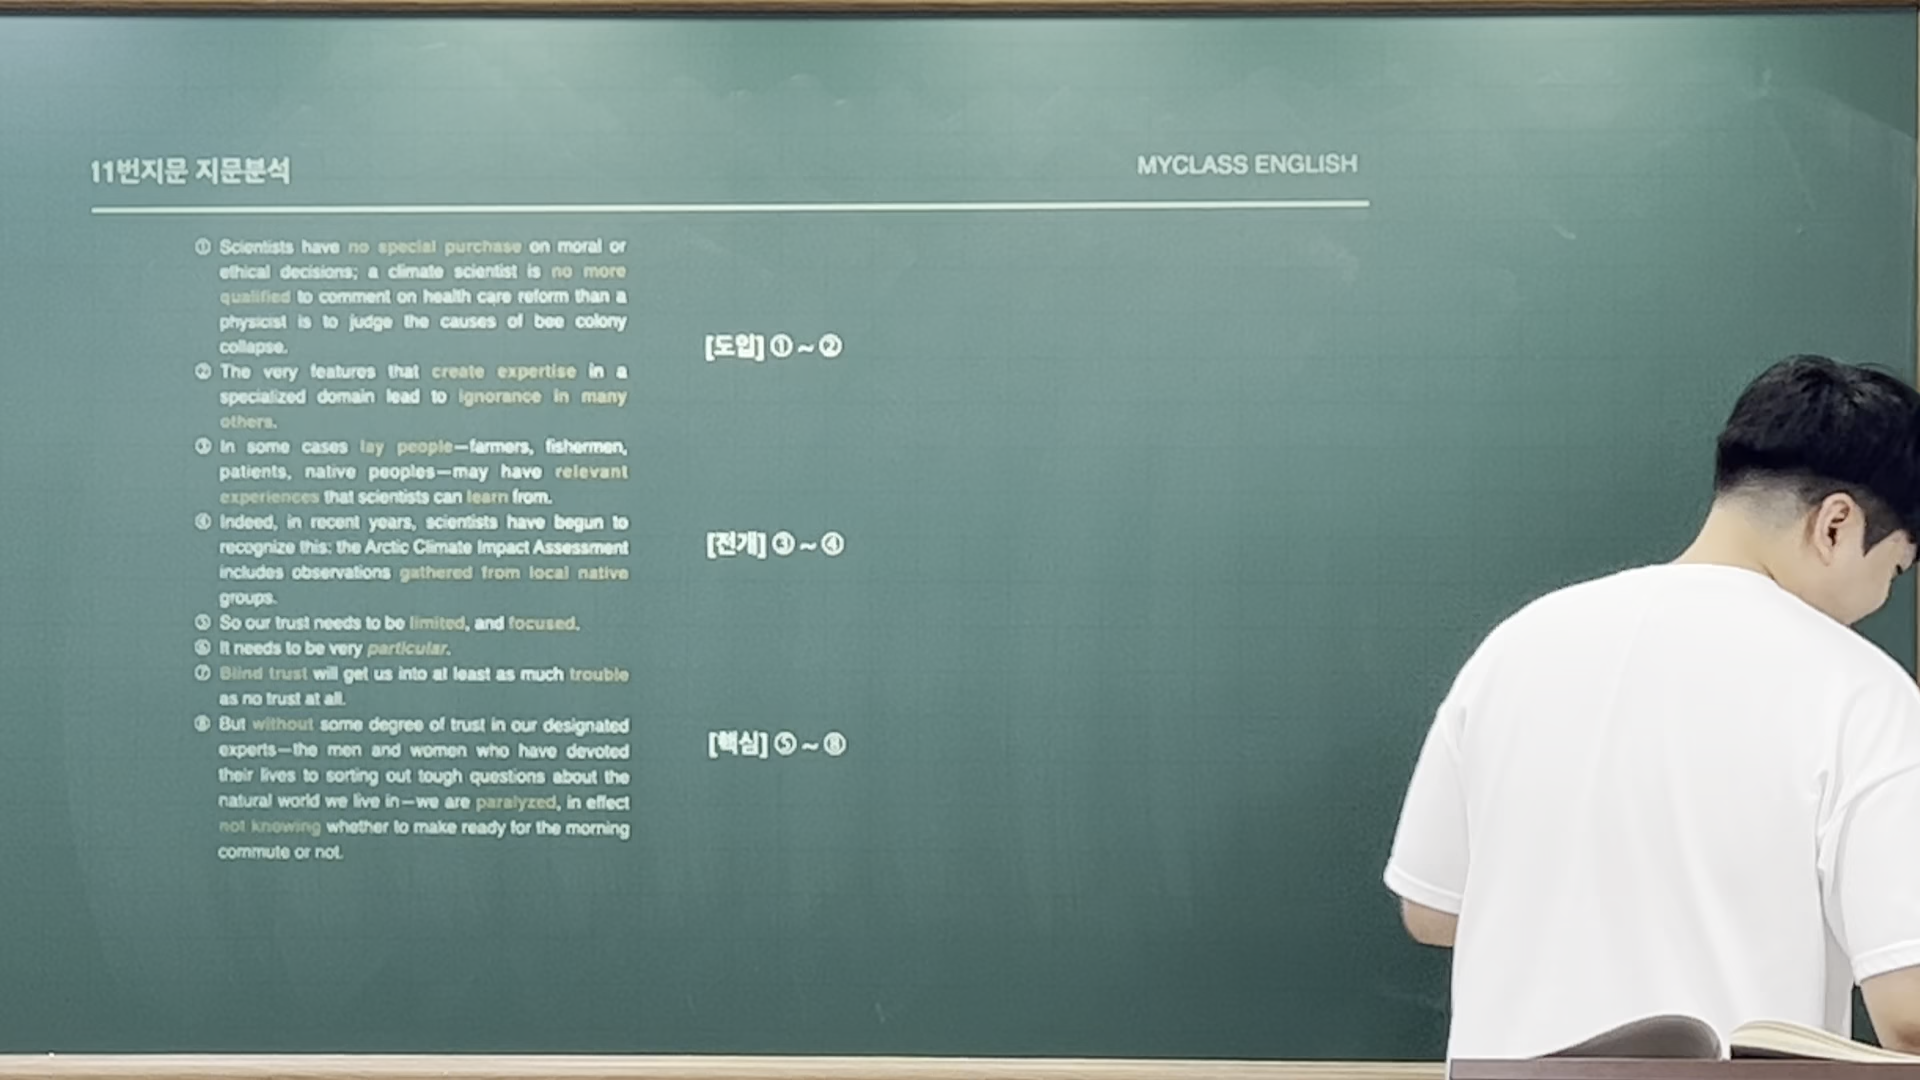 11번지문 지문분석
MYCLASS ENGLISH
① Scientists have no special purchase on moral or
ethical decisions; a climate scientist is no more
qualified to comment on health care reform than a
physicist is to judge the causes of bee colony
collapse.
② The very features that create expertise in a
specialized domain lead to ignorance in many
others.
③ In some cases lay people—farmers, fishermen,
patients, native peoples—may have relevant
experiences that scientists can learn from.
④ Indeed, in recent years, scientists have begun to
recognize this: the Arctic Climate Impact Assessment
includes observations gathered from local native
groups.
⑤ So our trust needs to be limited, and focused.
⑥ It needs to be very particular.
⑦ Blind trust will get us into at least as much trouble
as no trust at all.
⑧ But without some degree of trust in our designated
experts—the men and women who have devoted
their lives to sorting out tough questions about the
natural world we live in—we are paralyzed, in effect
not knowing whether to make ready for the morning
commute or not.
[도입] ① ~ ②
[전개] ③ ~ ④
[핵심] ⑤ ~ ⑧